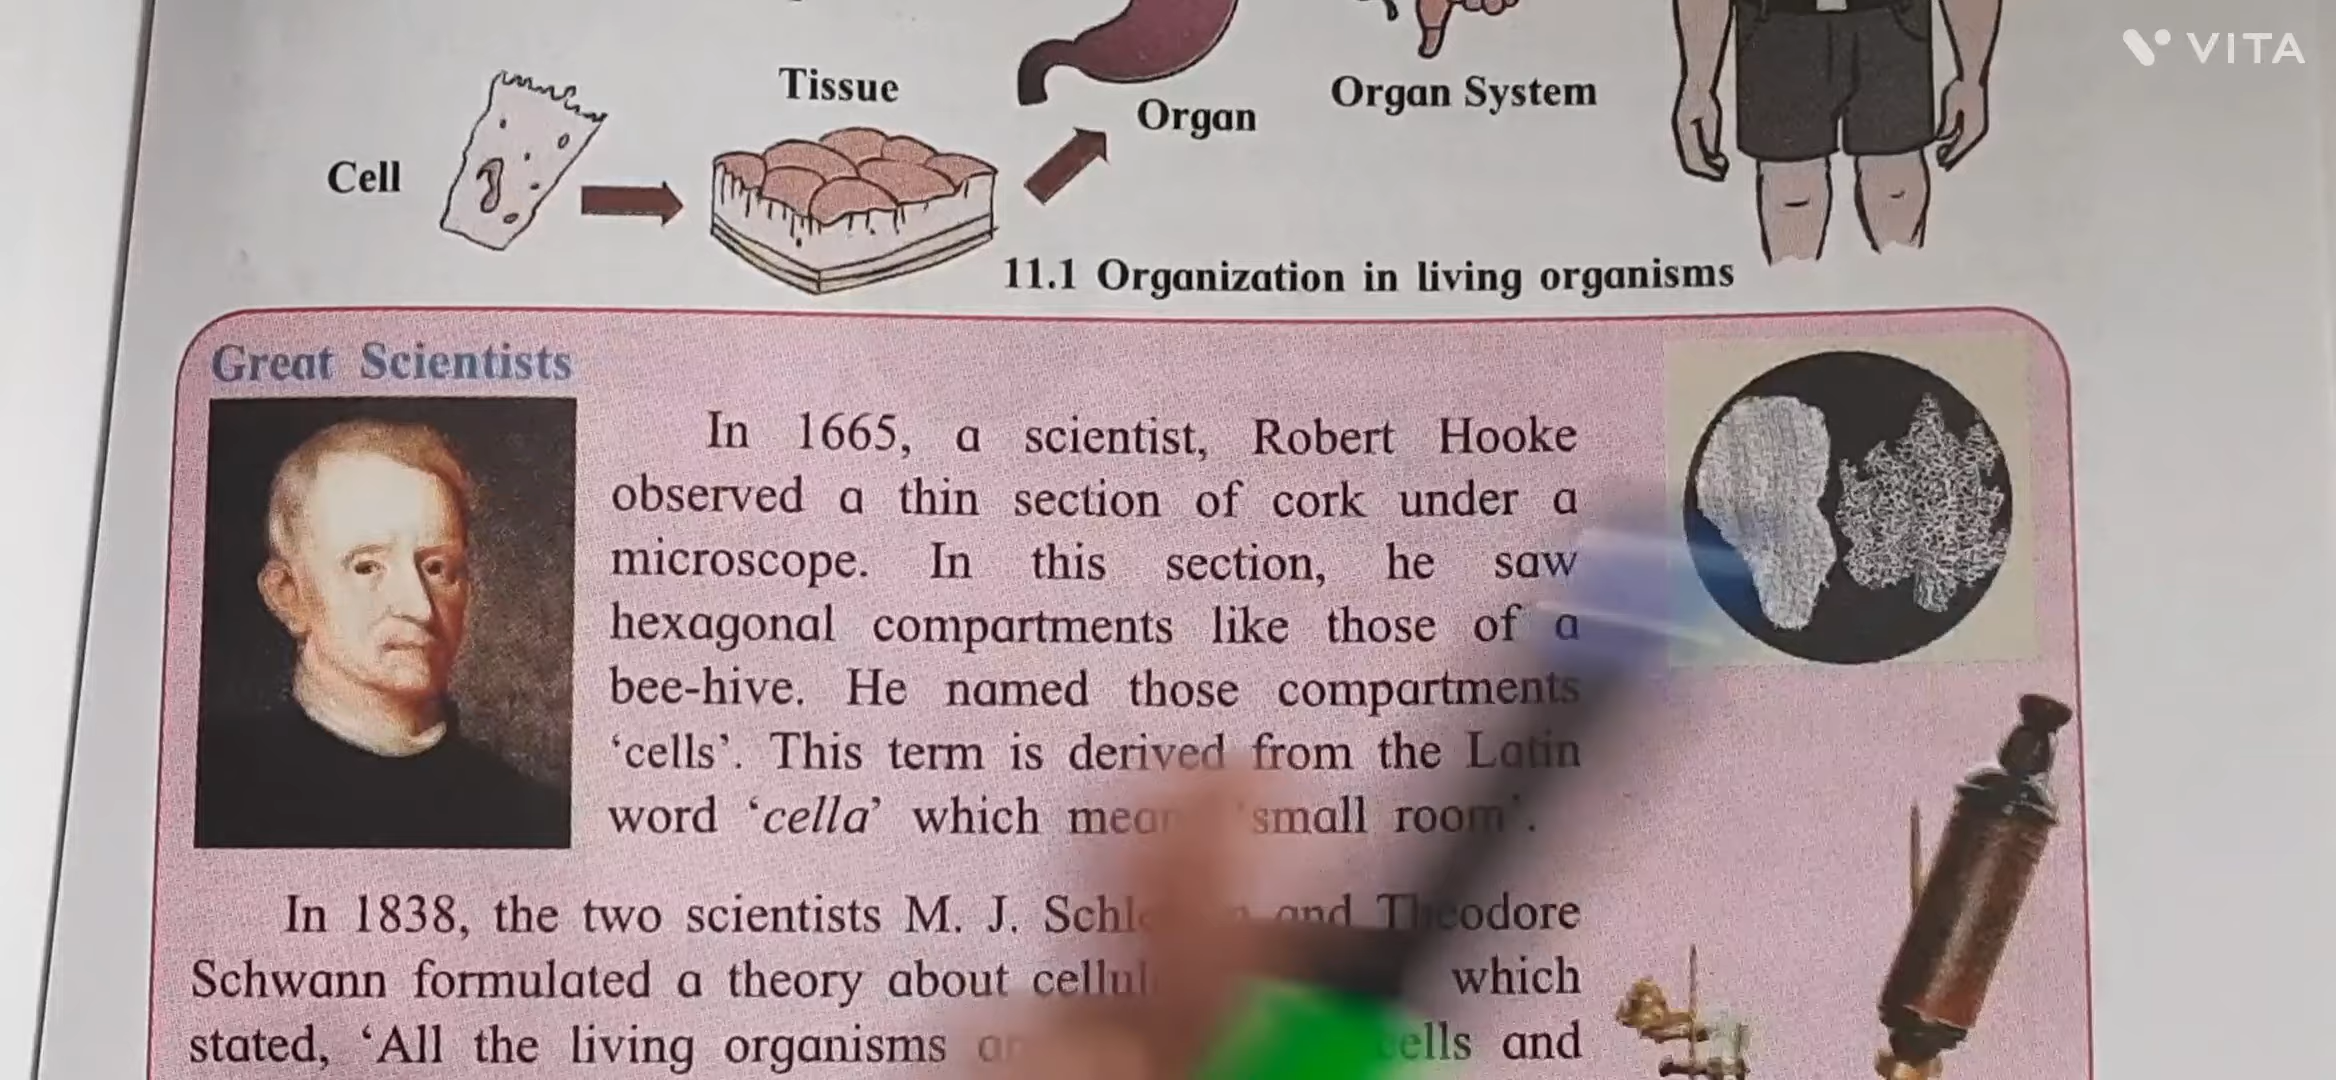 VITA
Tissue
Organ System
Organ
Cell
11.1 Organization in living organisms
Great Scientists
In 1665, a scientist, Robert Hooke
observed a thin section of cork under a
microscope. In this section, he saw
hexagonal compartments like those of a
bee-hive. He named those compartments
‘cells’. This term is derived from the Latin
word ‘cella’ which ‘small room’.
In 1838, the two scientists M. J. and Theodore
Schwann formulated a theory about which
stated, ‘All the living organisms and